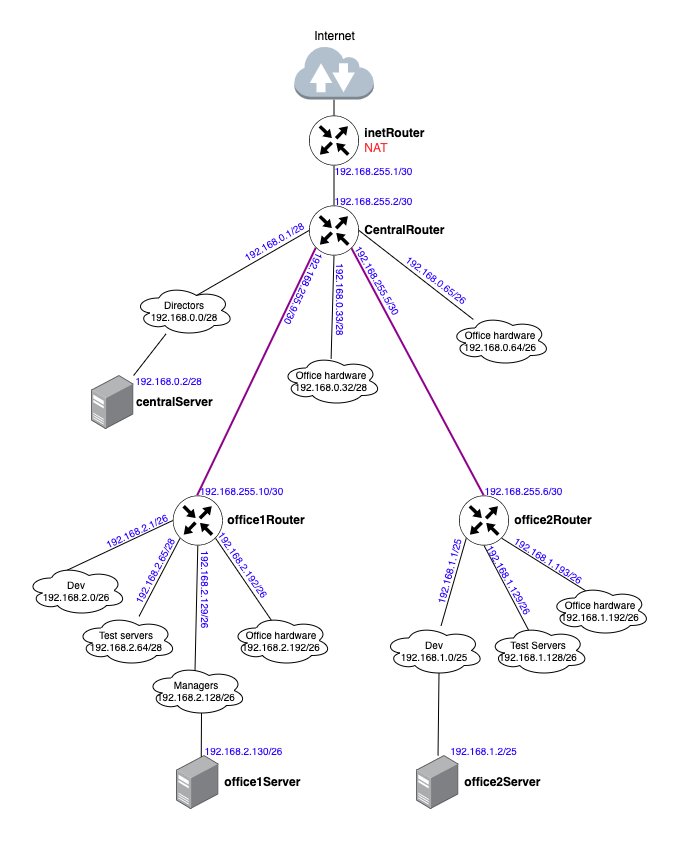 Internet
inetRouter
NAT
192.168.255.1/30
192.168.255.2/30
CentralRouter
192.168.0.1/28
192.168.255.9/30
192.168.0.33/28
192.168.255.5/30
192.168.0.65/26
Directors
192.168.0.0/28
Office hardware
192.168.0.64/26
Office hardware
192.168.0.32/28
192.168.0.2/28
centralServer
192.168.255.10/30
192.168.255.6/30
office1Router
office2Router
192.168.2.1/26
192.168.2.65/28
192.168.2.129/26
192.168.2.192/26
192.168.1.1/25
192.168.1.129/26
192.168.1.193/26
Dev
192.168.2.0/26
Test servers
192.168.2.64/28
Office hardware
192.168.2.192/26
Managers
192.168.2.128/26
Dev
192.168.1.0/25
Test Servers
192.168.1.128/26
Office hardware
192.168.1.192/26
192.168.2.130/26
office1Server
192.168.1.2/25
office2Server